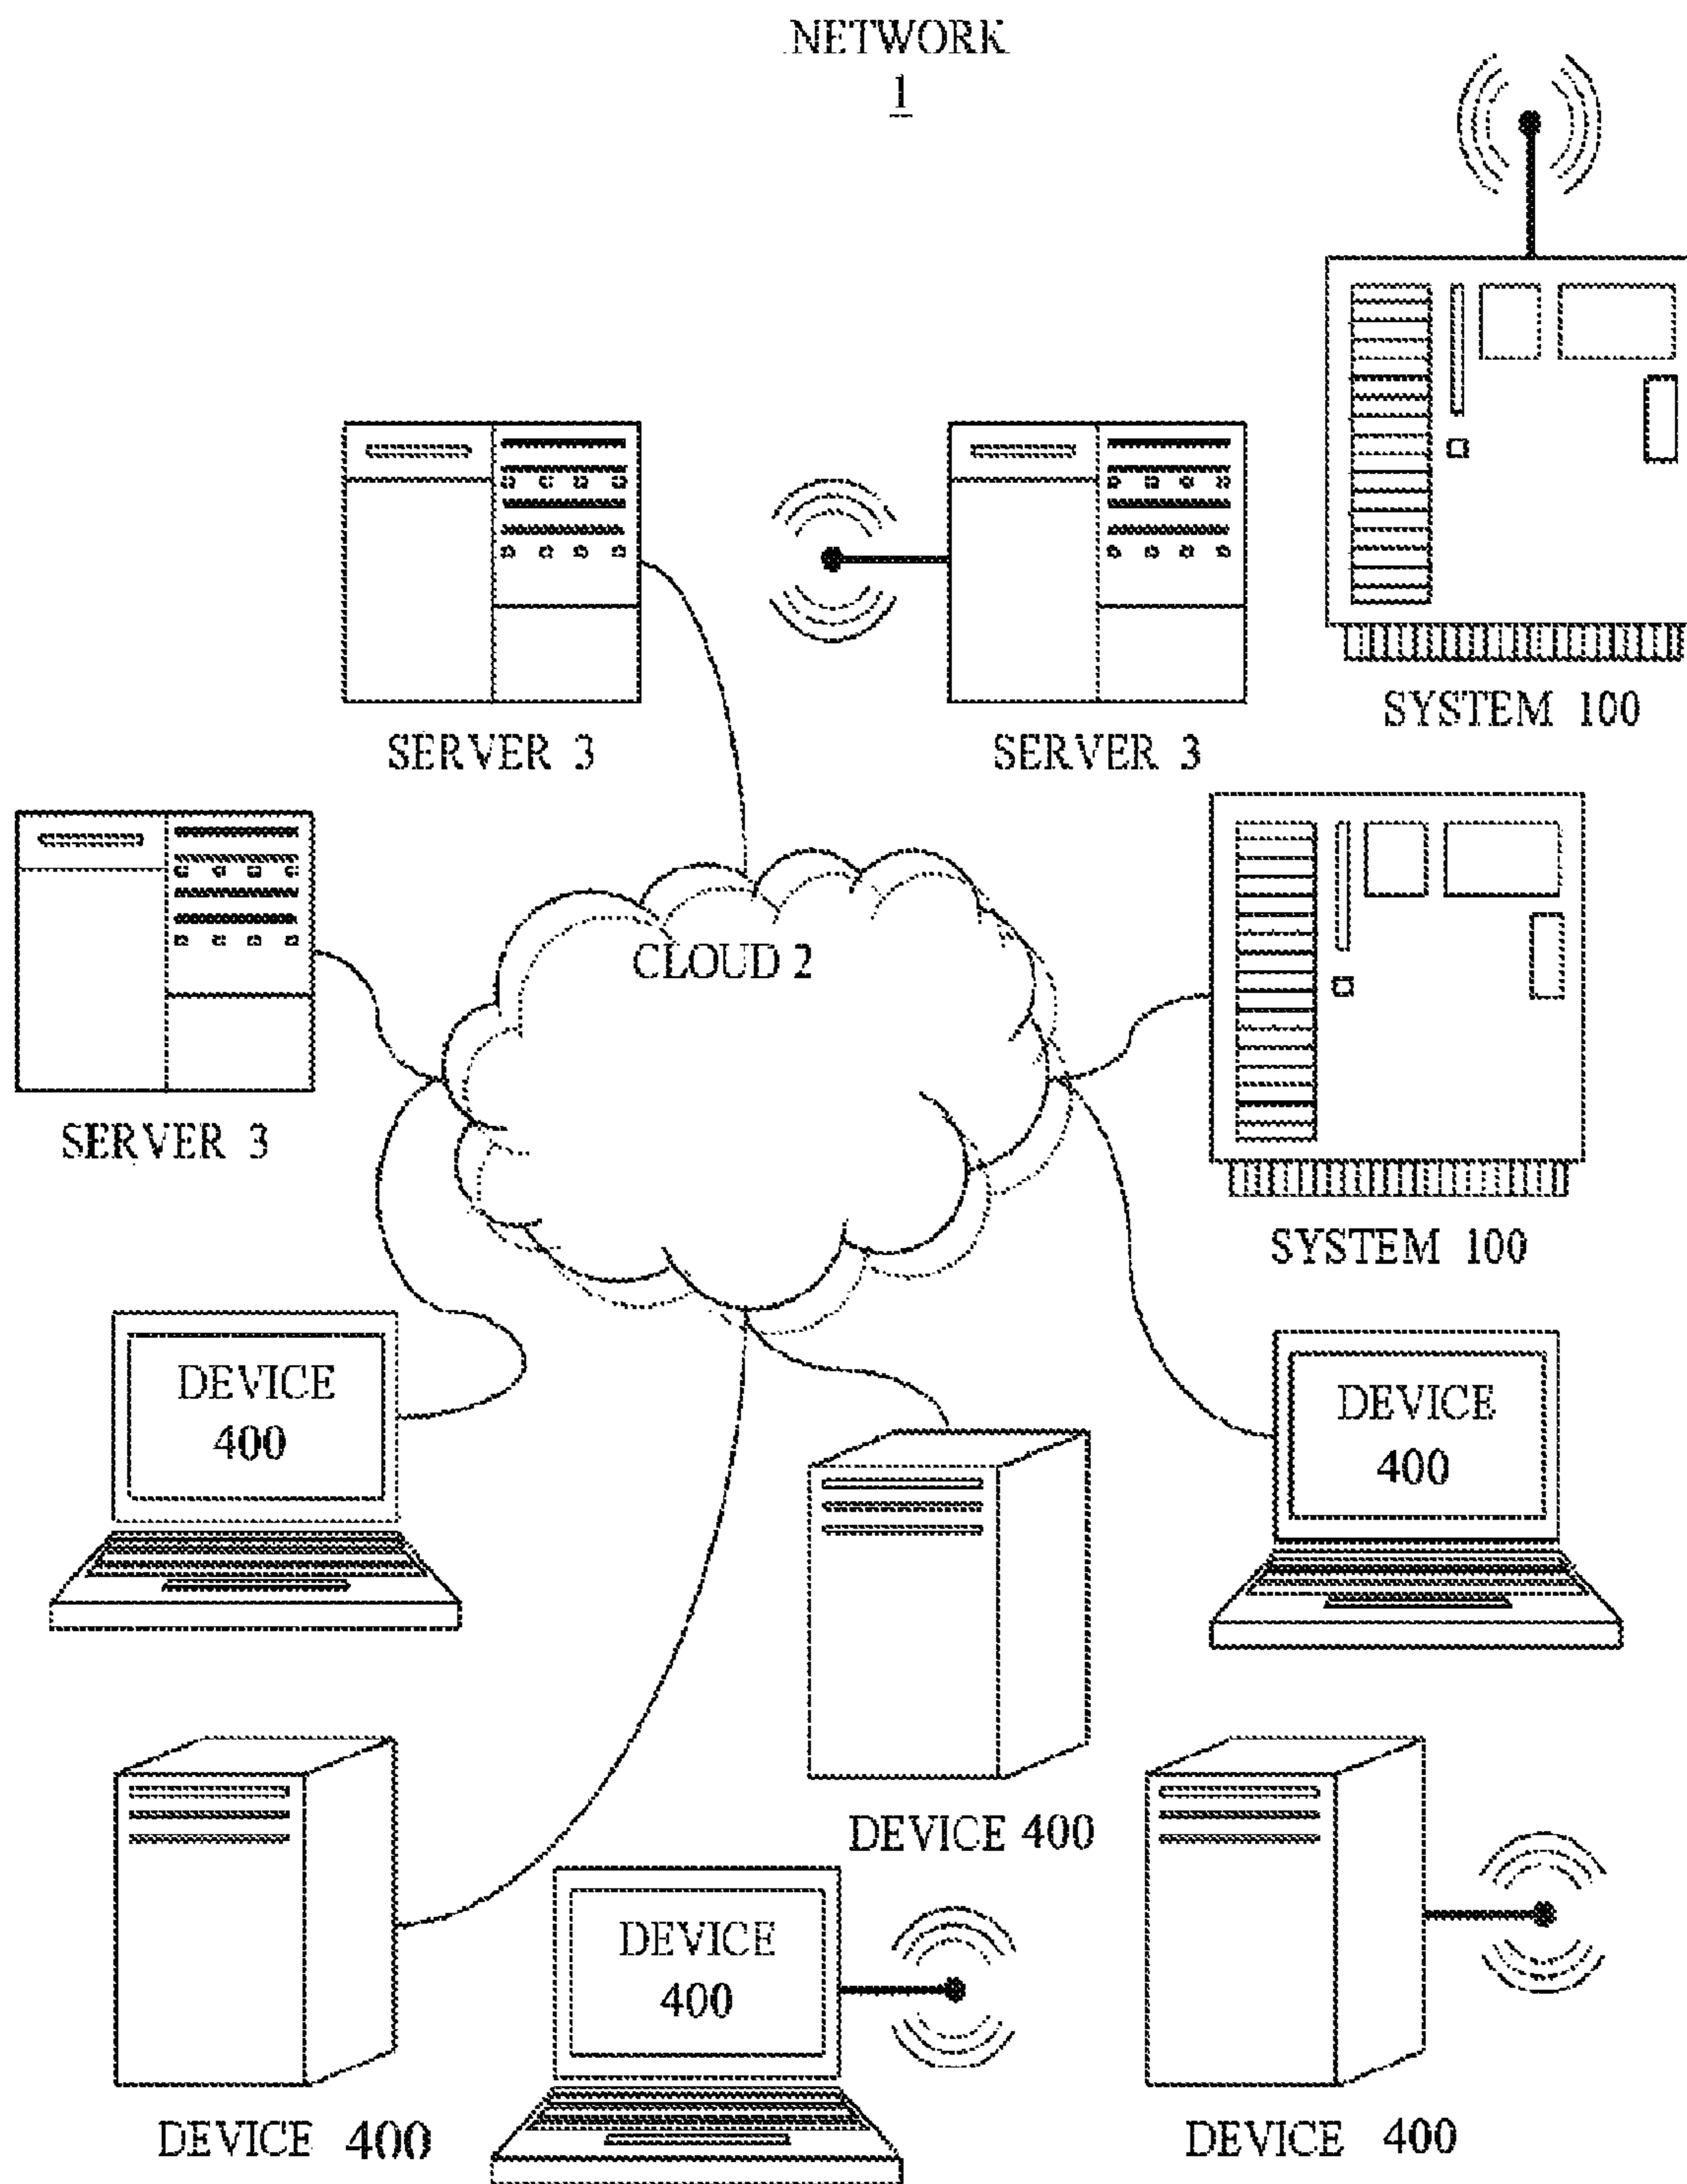 NETWORK
1
SYSTEM 100
SERVER 3
SERVER 3
CLOUD 2
SERVER 3
SYSTEM 100
DEVICE
400
DEVICE
400
DEVICE 400
DEVICE
400
DEVICE 400
DEVICE 400